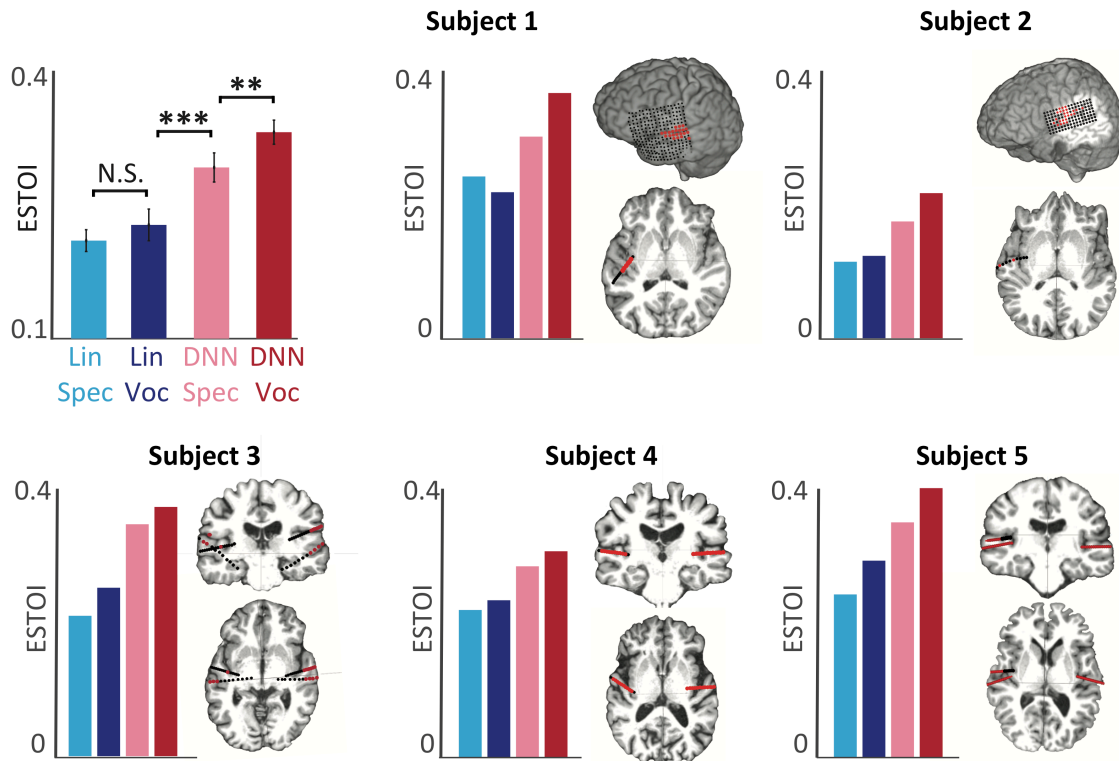 Subject 1
Subject 2
0.4
ESTOI
0.1
N.S.
***
**
Lin Spec
Lin Voc
DNN Spec
DNN Voc
0.4
ESTOI
0
0.4
ESTOI
0
Subject 3
Subject 4
Subject 5
0.4
ESTOI
0
0.4
ESTOI
0
0.4
ESTOI
0